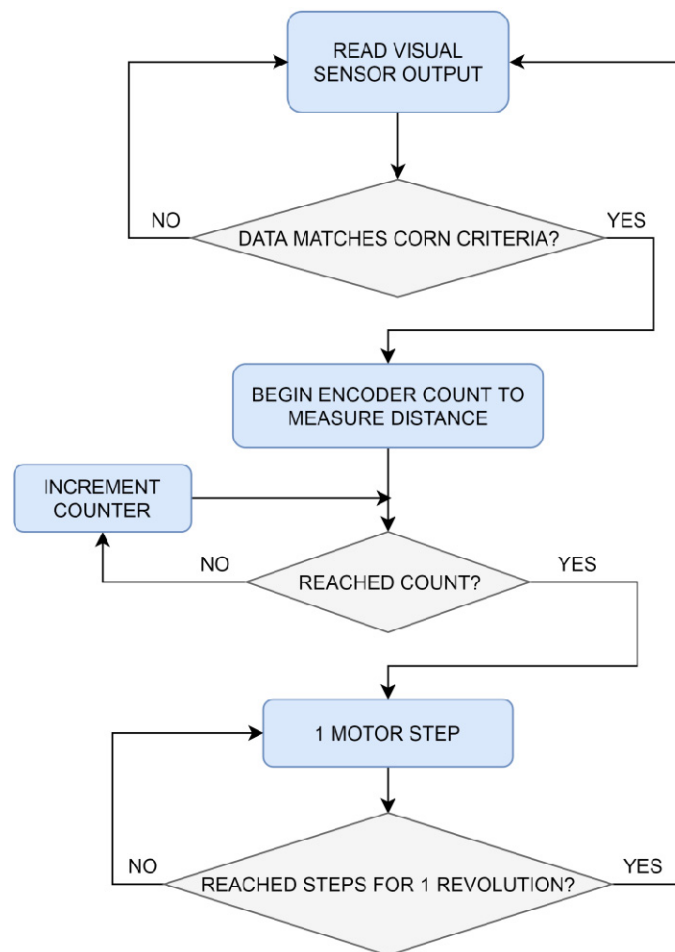 READ VISUAL
SENSOR OUTPUT
NO
DATA MATCHES CORN CRITERIA?
YES
BEGIN ENCODER COUNT TO
MEASURE DISTANCE
INCREMENT
COUNTER
NO
REACHED COUNT?
YES
1 MOTOR STEP
NO
REACHED STEPS FOR 1 REVOLUTION?
YES